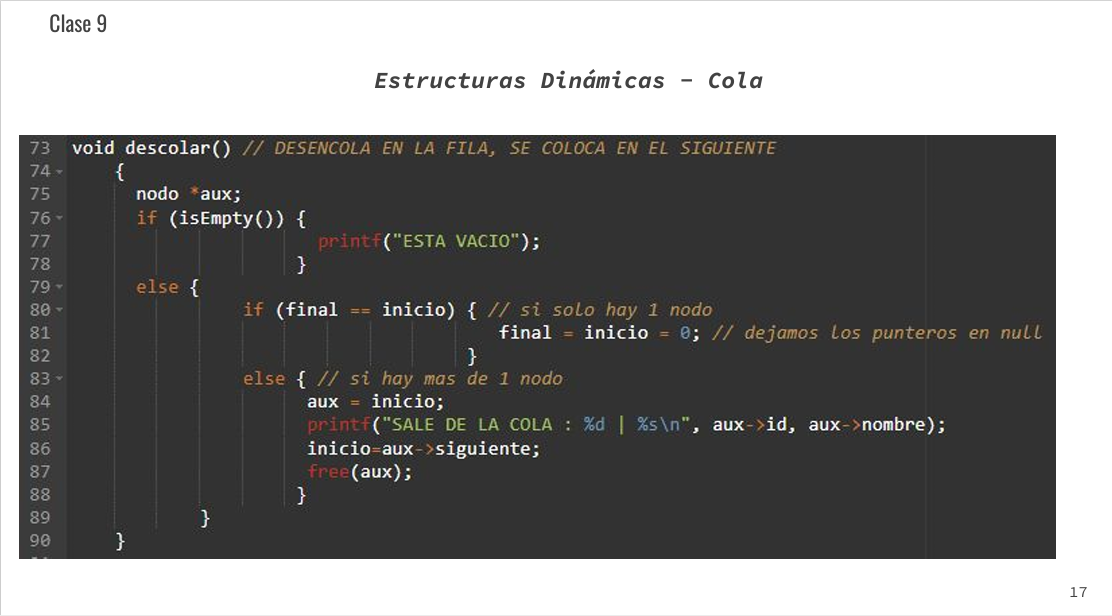 Clase 9
Estructuras Dinámicas - Cola
73 void descolar() // DESENCOLA EN LA FILA, SE COLOCA EN EL SIGUIENTE
74 {
75 nodo *aux;
76 if (isEmpty()) {
77 printf("ESTA VACIO");
78 }
79 else {
80 if (final == inicio) { // si solo hay 1 nodo
81 final = inicio = 0; // dejamos los punteros en null
82 }
83 else { // si hay mas de 1 nodo
84 aux = inicio;
85 printf("SALE DE LA COLA : %d | %s\n", aux->id, aux->nombre);
86 inicio=aux->siguiente;
87 free(aux);
88 }
89 }
90 }
17